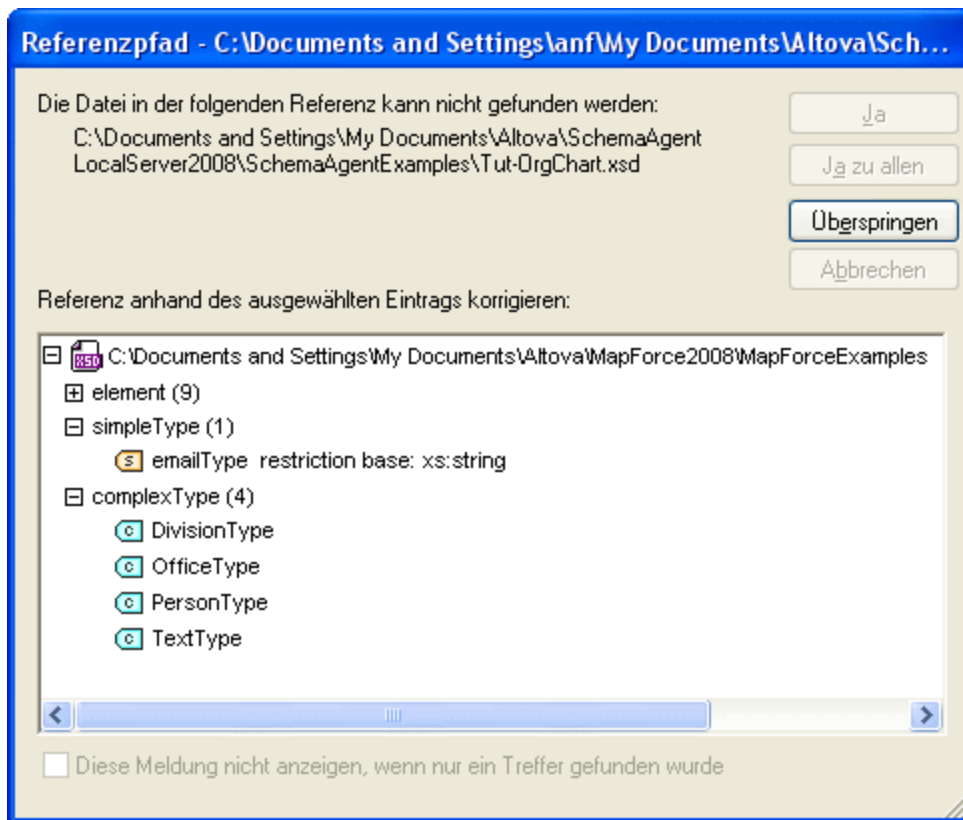 Referenzpfad - C:\Documents and Settings\anf\My Documents\Altova\Sch...
Die Datei in der folgenden Referenz kann nicht gefunden werden:
C:\Documents and Settings\My Documents\Altova\SchemaAgent
LocalServer2008\SchemaAgentExamples\Tut-OrgChart.xsd
Ja
Ja zu allen
Überspringen
Abbrechen
Referenz anhand des ausgewählten Eintrags korrigieren:
XSD C:\Documents and Settings\My Documents\Altova\MapForce2008\MapForceExamples
element (9)
simpleType (1)
s emailType restriction base: xs:string
complexType (4)
c DivisionType
c OfficeType
c PersonType
c TextType
Diese Meldung nicht anzeigen, wenn nur ein Treffer gefunden wurde